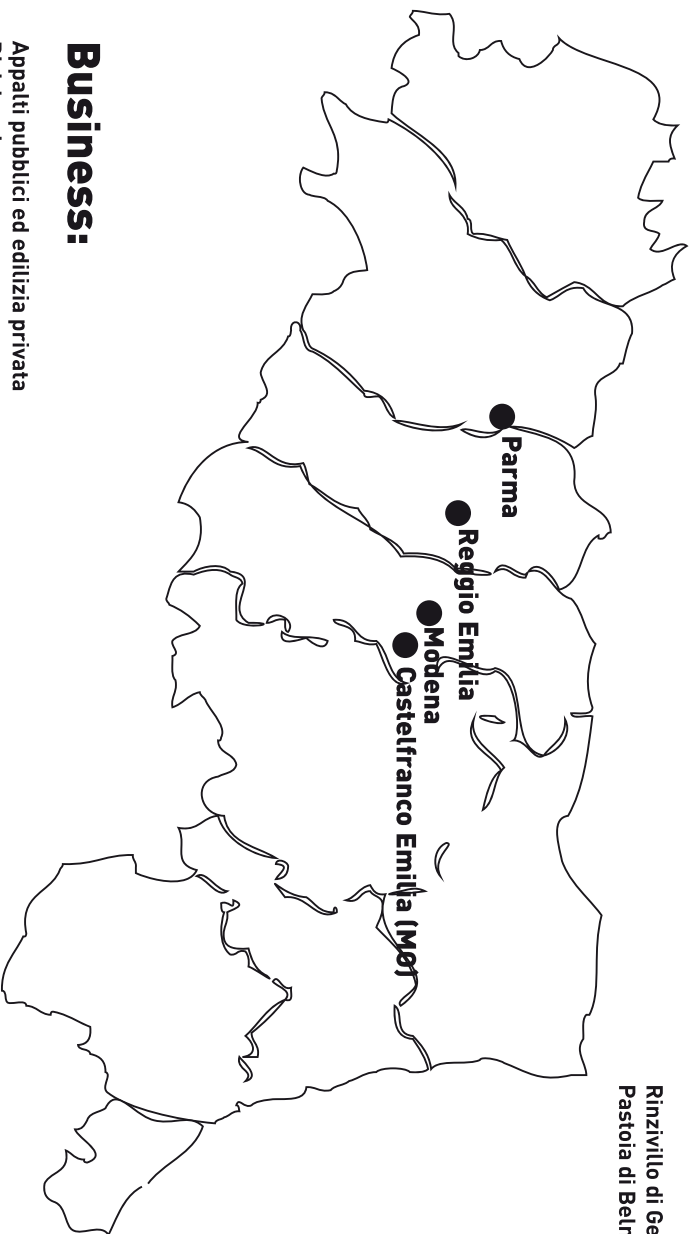 Rinzivillo di Ge
Pastoia di Belr
Parma
Reggio Emilia
Modena
Castelfranco Emilia (MO)
Business:
Appalti pubblici ed edilizia privata